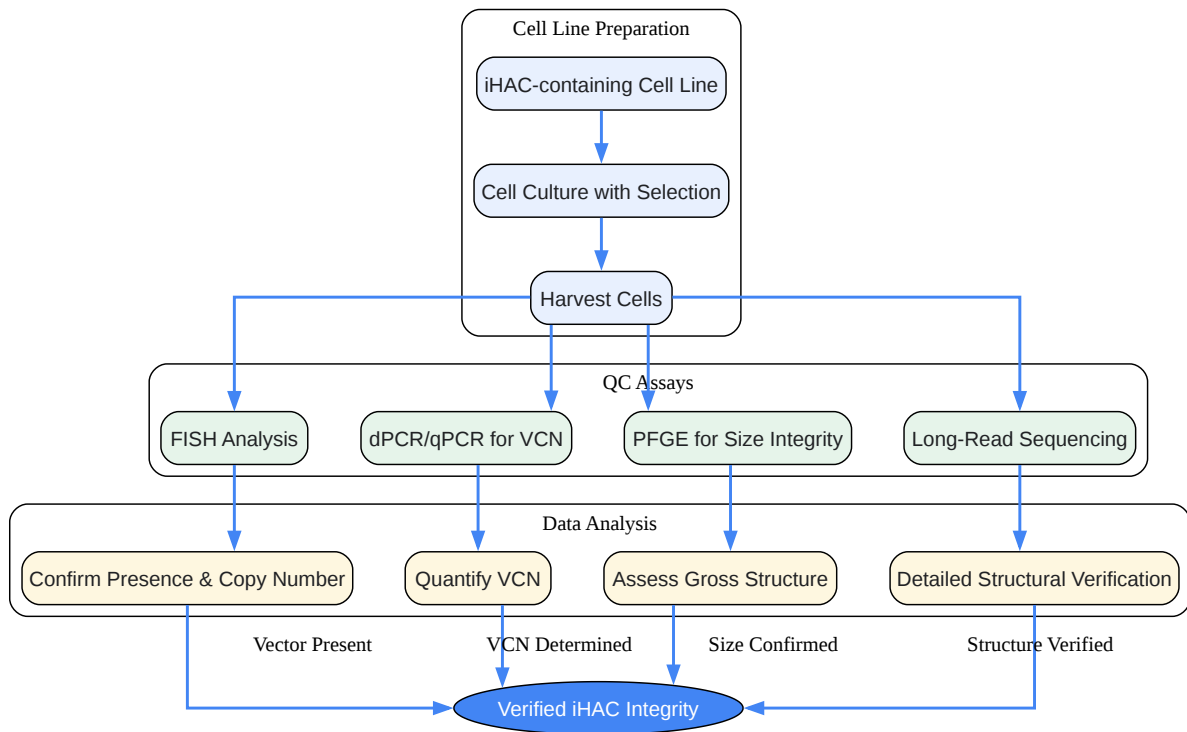 Cell Line Preparation
iHAC-containing Cell Line
Cell Culture with Selection
Harvest Cells
QC Assays
FISH Analysis
dPCR/qPCR for VCN
PFGE for Size Integrity
Long-Read Sequencing
Data Analysis
Confirm Presence & Copy Number
Quantify VCN
Assess Gross Structure
Detailed Structural Verification
Vector Present
VCN Determined
Size Confirmed
Structure Verified
Verified iHAC Integrity